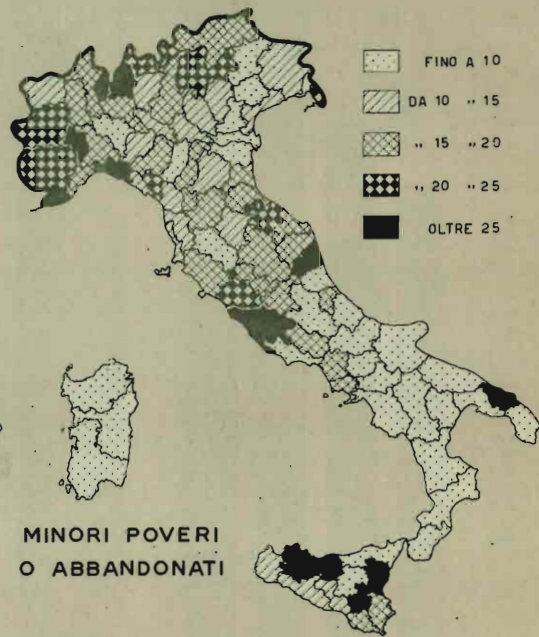 FINO A 10
DA 10 „ 15
„ 15 „ 20
„ 20 „ 25
OLTRE 25
MINORI POVERI
O ABBANDONATI